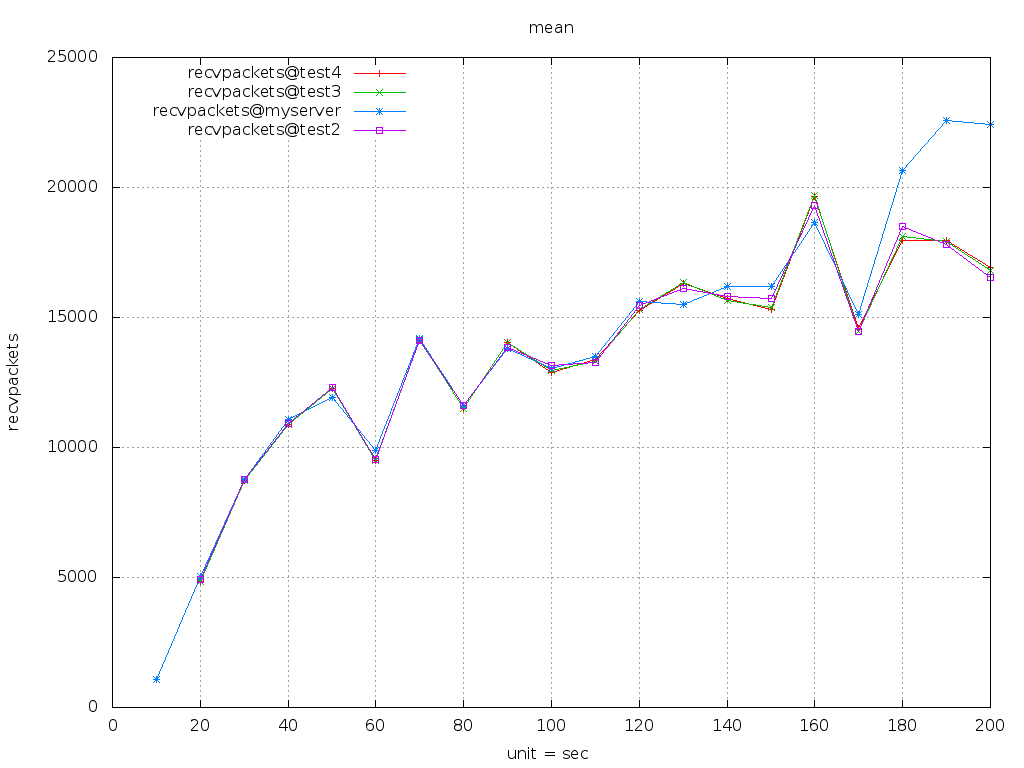 mean
25000
20000
15000
10000
5000
0
recvpackets
recvpackets@test4
recvpackets@test3
recvpackets@myserver
recvpackets@test2
0 20 40 60 80 100 120 140 160 180 200
unit = sec